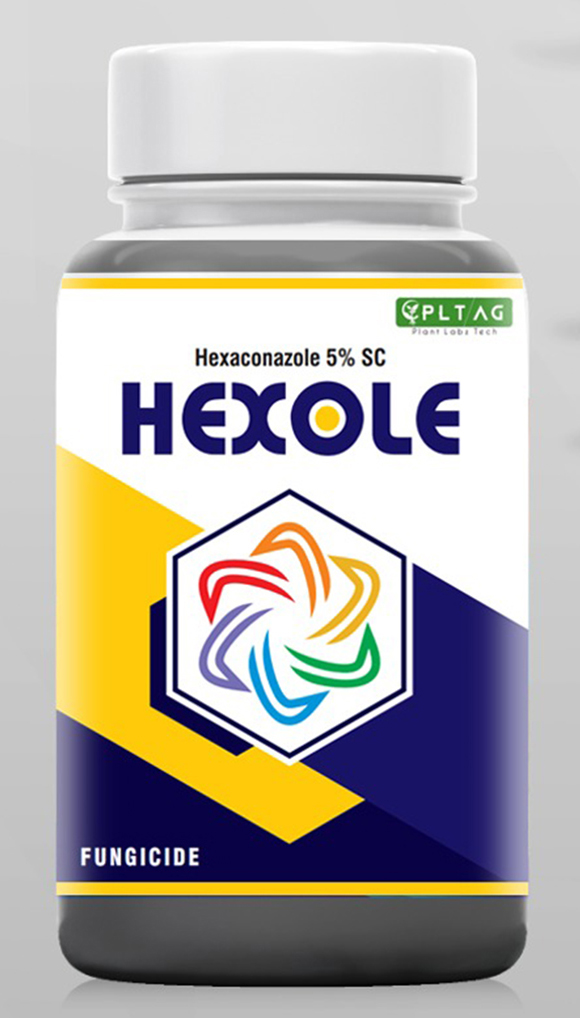 PLTAG
Plant Labs Tech
Hexaconazole 5% SC
HEXOLE
FUNGICIDE